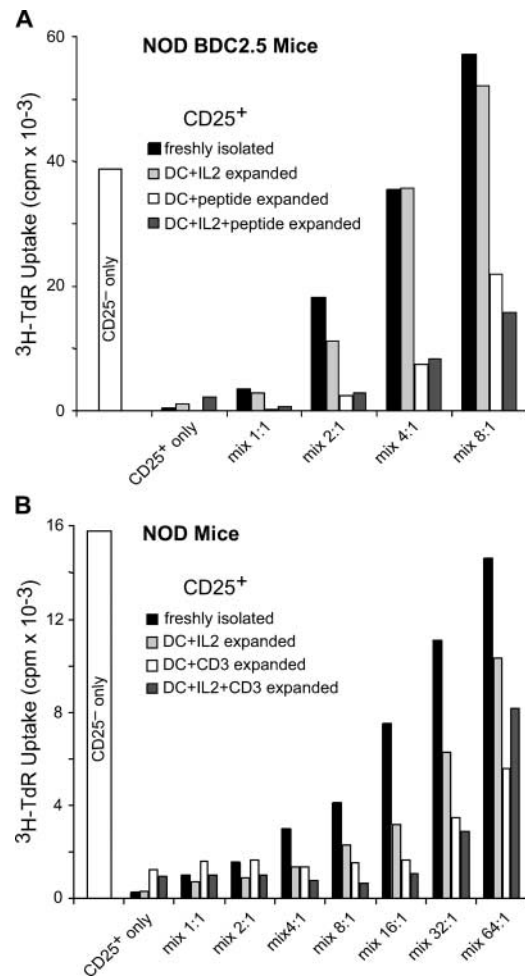 A
NOD BDC2.5 Mice
³H-TdR Uptake (cpm x 10-3)
60
40
20
0
CD25⁺
freshly isolated
DC+IL2 expanded
DC+peptide expanded
DC+IL2+peptide expanded
CD25⁻ only
CD25⁺ only
mix 1:1
mix 2:1
mix 4:1
mix 8:1
B
NOD Mice
³H-TdR Uptake (cpm x 10-3)
16
12
8
4
0
CD25⁺
freshly isolated
DC+IL2 expanded
DC+CD3 expanded
DC+IL2+CD3 expanded
CD25⁻ only
CD25⁺ only
mix 1:1
mix 2:1
mix4:1
mix 8:1
mix 16:1
mix 32:1
mix 64:1